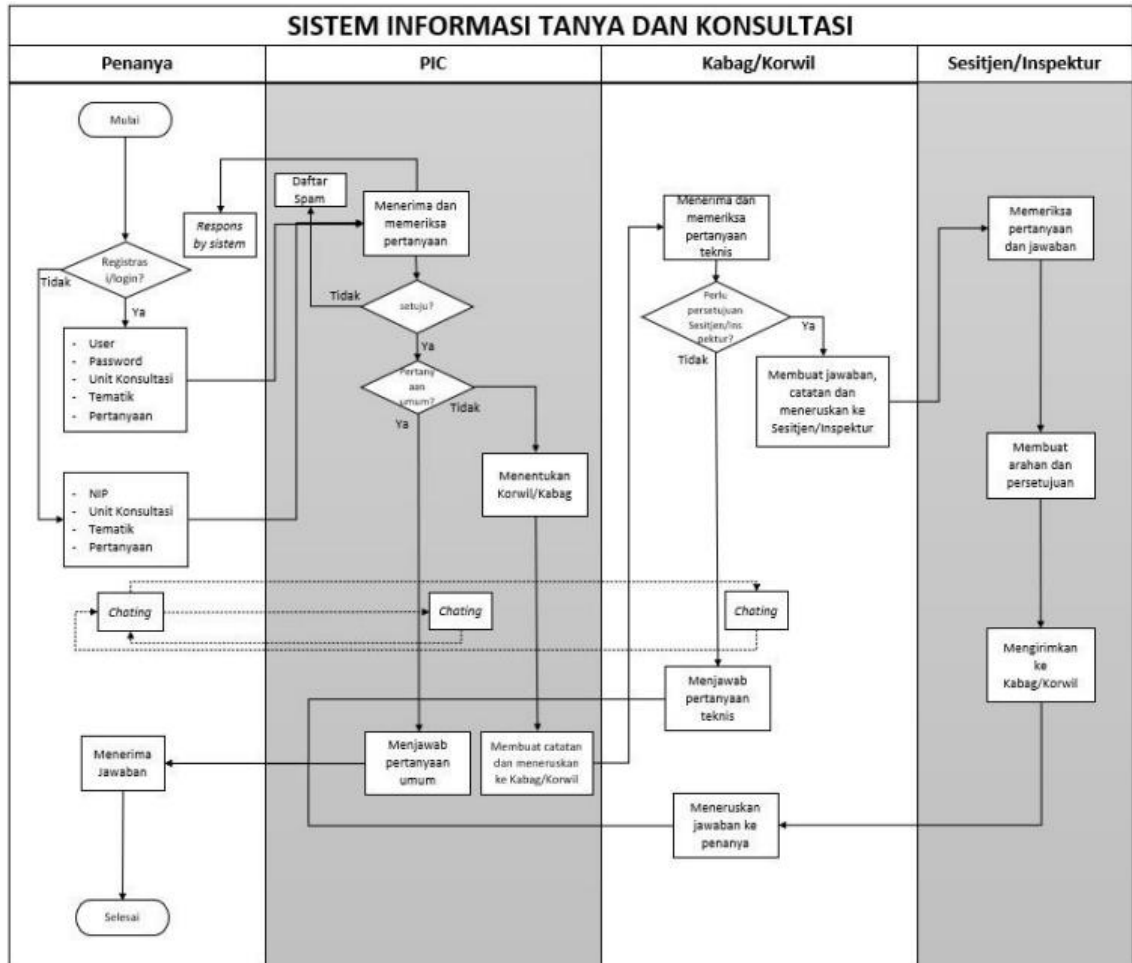 SISTEM INFORMASI TANYA DAN KONSULTASI
Penanya
PIC
Kabag/Korwil
Sesitjen/Inspektur
Mulai
Daftar
Spam
Respons
by sistem
Menerima dan
memeriksa
pertanyaan
Menerima dan
memeriksa
pertanyaan
teknis
Memeriksa
pertanyaan
dan jawaban
Registras
i/login?
Tidak
Ya
setuju?
Tidak
Ya
Perlu
persetujuan
Sesitjen/Ins
pektur?
Ya
Tidak
- User
- Password
- Unit Konsultasi
- Tematik
- Pertanyaan
Pertany
aan
umum?
Tidak
Ya
Membuat jawaban,
catatan dan
meneruskan ke
Sesitjen/Inspektur
Membuat
arahan dan
persetujuan
Menentukan
Korwil/Kabag
- NIP
- Unit Konsultasi
- Tematik
- Pertanyaan
Chating
Chating
Chating
Mengirimkan
ke
Kabag/Korwil
Menjawab
pertanyaan
teknis
Menerima
Jawaban
Menjawab
pertanyaan
umum
Membuat catatan
dan meneruskan
ke Kabag/Korwil
Meneruskan
jawaban ke
penanya
Selesai